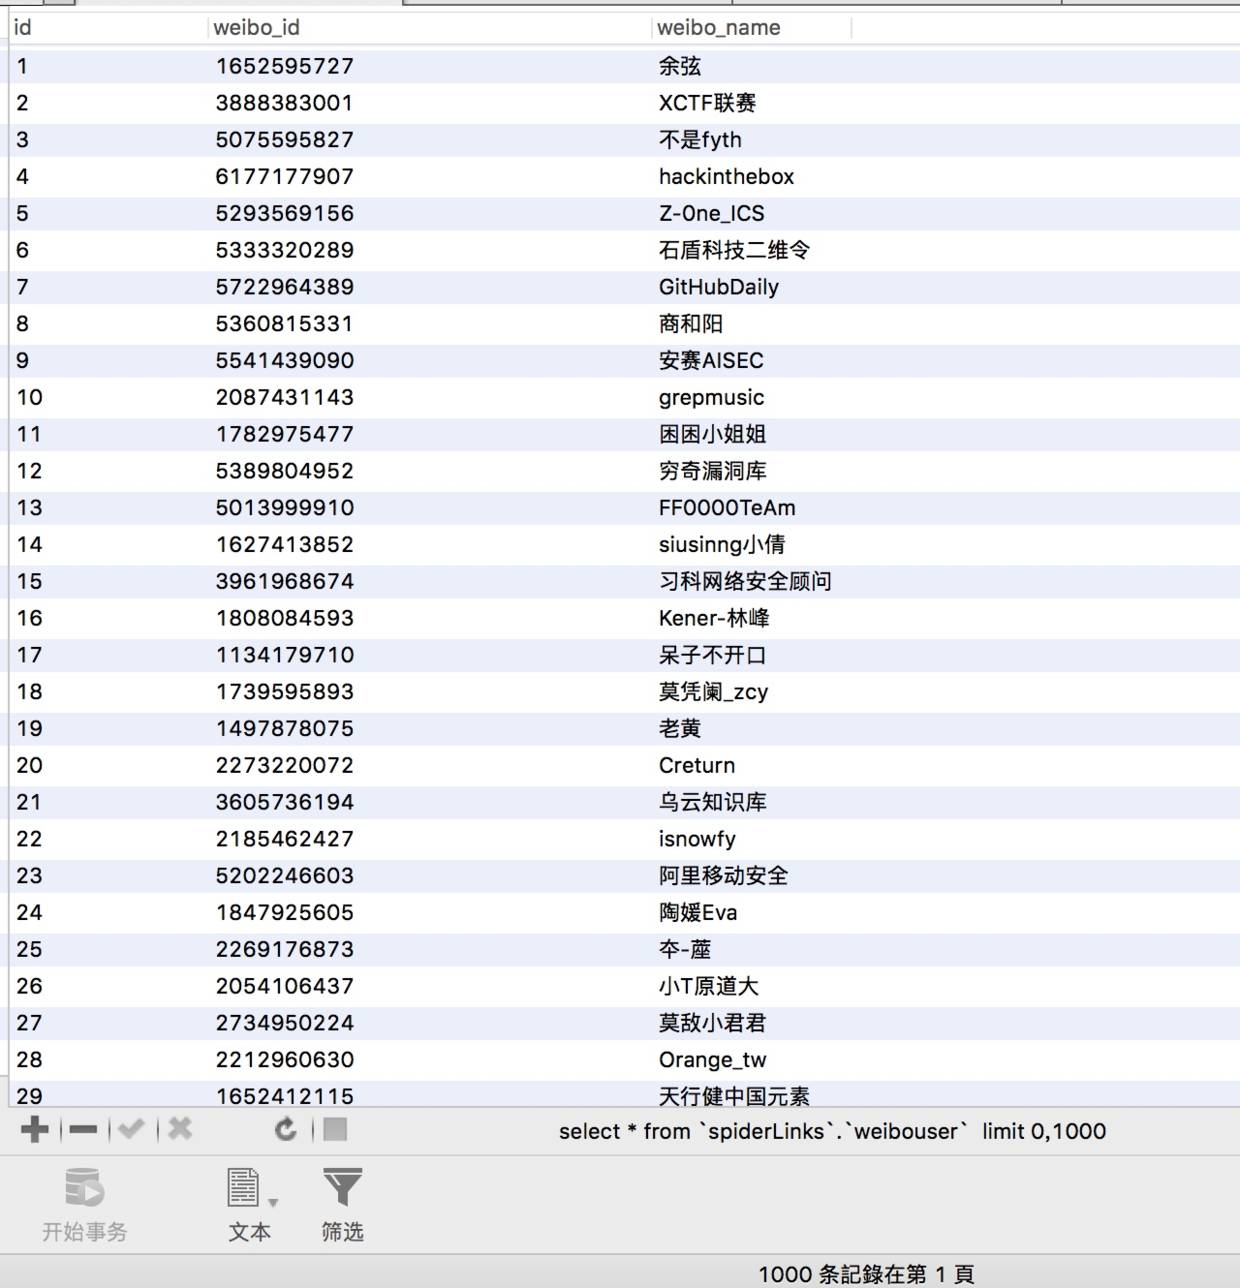 id weibo_id weibo_name
1 1652595727 余弦
2 3888383001 XCTF联赛
3 5075595827 不是fyth
4 6177177907 hackinthebox
5 5293569156 Z-0ne_ICS
6 5333320289 石盾科技二维令
7 5722964389 GitHubDaily
8 5360815331 商和阳
9 5541439090 安赛AISEC
10 2087431143 grepmusic
11 1782975477 困困小姐姐
12 5389804952 穷奇漏洞库
13 5013999910 FF0000TeAm
14 1627413852 siusinng小倩
15 3961968674 习科网络安全顾问
16 1808084593 Kener-林峰
17 1134179710 呆子不开口
18 1739595893 莫凭阑_zcy
19 1497878075 老黄
20 2273220072 Creturn
21 3605736194 乌云知识库
22 2185462427 isnowfy
23 5202246603 阿里移动安全
24 1847925605 陶媛Eva
25 2269176873
26 2054106437 小T原道大
27 2734950224 莫敌小君君
28 2212960630 Orange_tw
29 1652412115 天行健中国元素
select * from `spiderLinks`.`weibouser` limit 0,1000
开始事务 文本 筛选
1000 条記錄在第 1 頁